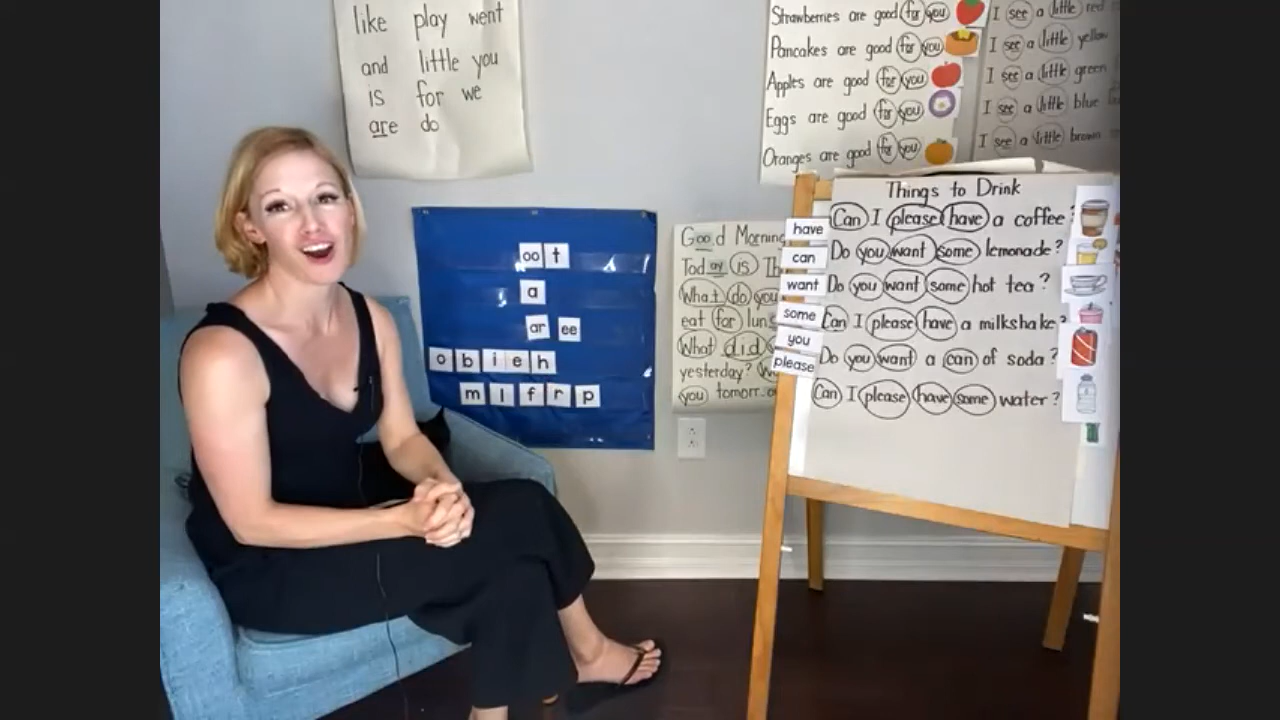 like play went
and little you
is for we
are do
Strawberries are good for you
Pancakes are good for you
Apples are good for you
Eggs are good for you
Oranges are good for you
I see a little red
I see a little yellow
I see a little green
I see a little blue
I see a little brown
oo t
a
ar ee
o b i e h
m l f r p
Good Morning
Today is
What do you
eat for
What did
yesterday?
you
have
can
want
some
you
please
Things to Drink
Can I please have a coffee?
Do you want some lemonade?
Do you want some hot tea?
Can I please have a milkshake?
Do you want a can of soda?
Can I please have some water?